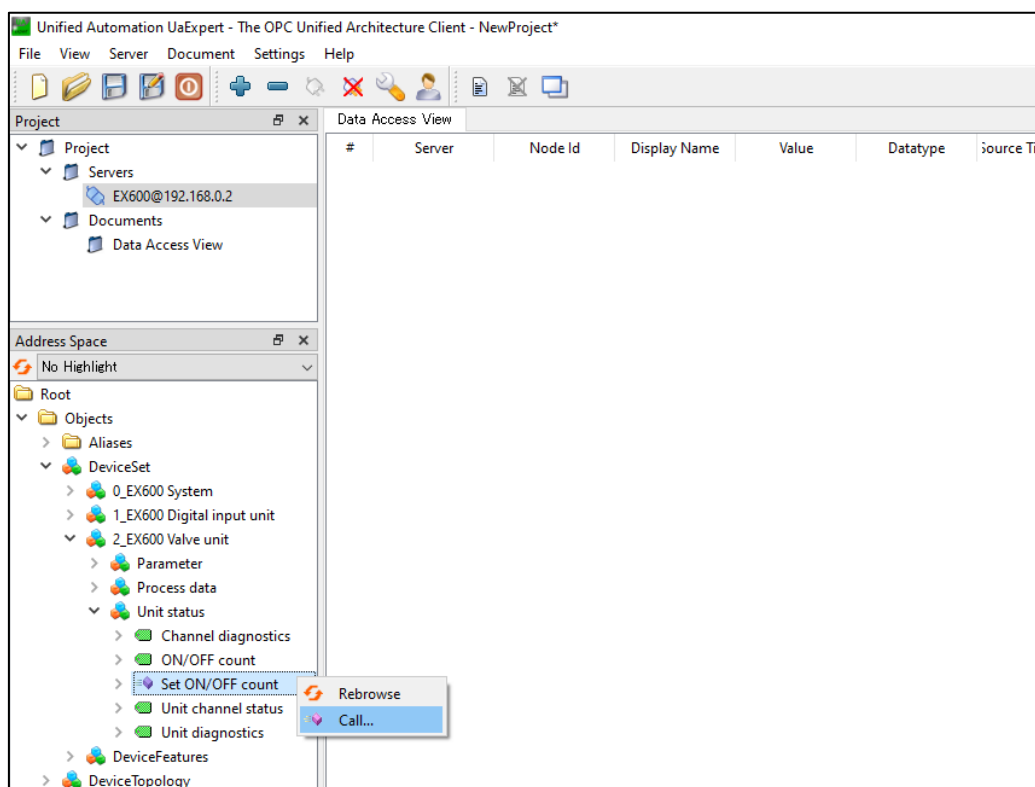 Unified Automation UaExpert - The OPC Unified Architecture Client - NewProject*
File View Server Document Settings Help
Project
Data Access View
Project
Servers
EX600@192.168.0.2
Documents
Data Access View
# Server Node Id Display Name Value Datatype Source Ti
Address Space
No Highlight
Root
Objects
Aliases
DeviceSet
0_EX600 System
1_EX600 Digital input unit
2_EX600 Valve unit
Parameter
Process data
Unit status
Channel diagnostics
ON/OFF count
Set ON/OFF count
Unit channel status
Unit diagnostics
DeviceFeatures
DeviceTopology
Rebrowse
Call...